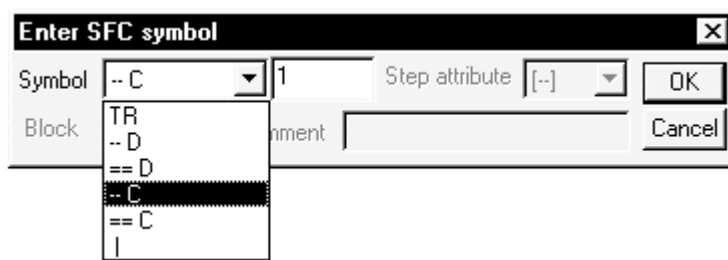 Enter SFC symbol
Symbol -- C 1 Step attribute [--] OK
Block mment Cancel
TR
-- D
== D
-- C
== C
|